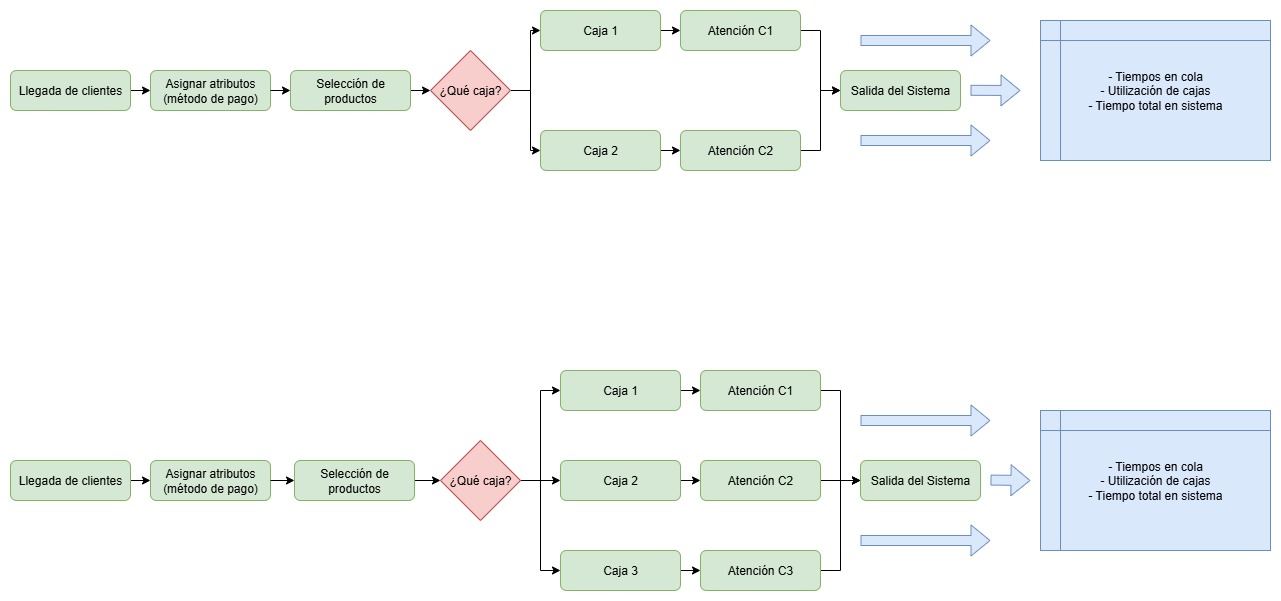 Llegada de clientes
Asignar atributos
(método de pago)
Selección de
productos
¿Qué caja?
Caja 1
Atención C1
Caja 2
Atención C2
Salida del Sistema
- Tiempos en cola
- Utilización de cajas
- Tiempo total en sistema
Llegada de clientes
Asignar atributos
(método de pago)
Selección de
productos
¿Qué caja?
Caja 1
Atención C1
Caja 2
Atención C2
Caja 3
Atención C3
Salida del Sistema
- Tiempos en cola
- Utilización de cajas
- Tiempo total en sistema